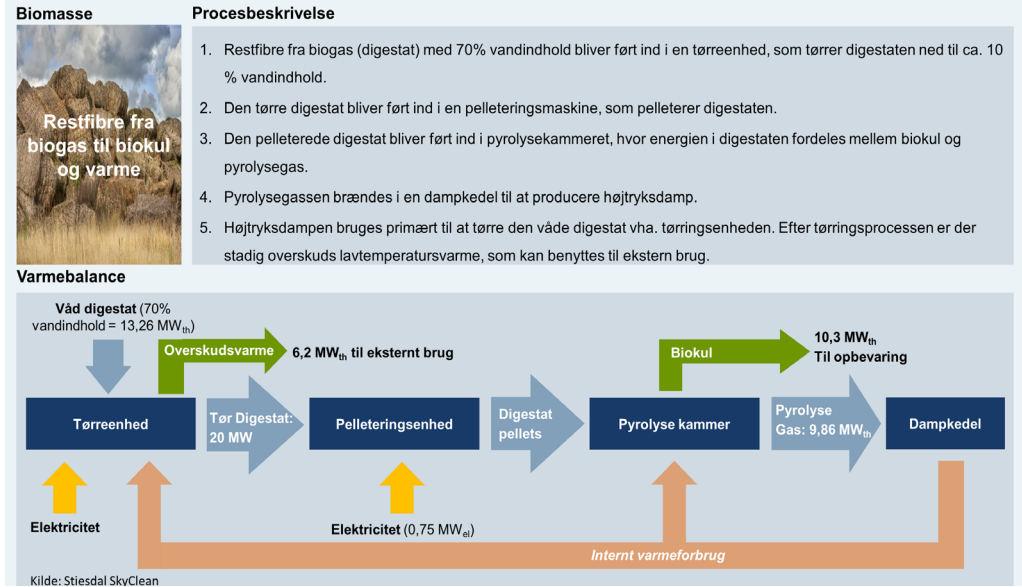 Biomasse
Restfibre fra
biogas til biokul
og varme
Procesbeskrivelse
1. Restfibre fra biogas (digestat) med 70% vandindhold bliver ført ind i en tørreenhed, som tørrer digestaten ned til ca. 10
% vandindhold.
2. Den tørre digestat bliver ført ind i en pelleteringsmaskine, som pelleterer digestaten.
3. Den pelleterede digestat bliver ført ind i pyrolysekammeret, hvor energien i digestaten fordeles mellem biokul og
pyrolysegas.
4. Pyrolysegassen brændes i en dampkedel til at producere højtryksdamp.
5. Højtryksdampen bruges primært til at tørre den våde digestat vha. tørringsenheden. Efter tørringsprocessen er der
stadig overskuds lavtemperatursvarme, som kan benyttes til ekstern brug.
Varmebalance
Våd digestat (70%
vandindhold = 13,26 MWth)
Overskudsvarme
6,2 MWth til eksternt brug
Biokul
10,3 MWth
Til opbevaring
Tørreenhed
Tør Digestat:
20 MW
Pelleteringsenhed
Digestat
pellets
Pyrolyse kammer
Pyrolyse
Gas: 9,86 MWth
Dampkedel
Elektricitet
Elektricitet (0,75 MWel)
Internt varmeforbrug
Kilde: Stiesdal SkyClean